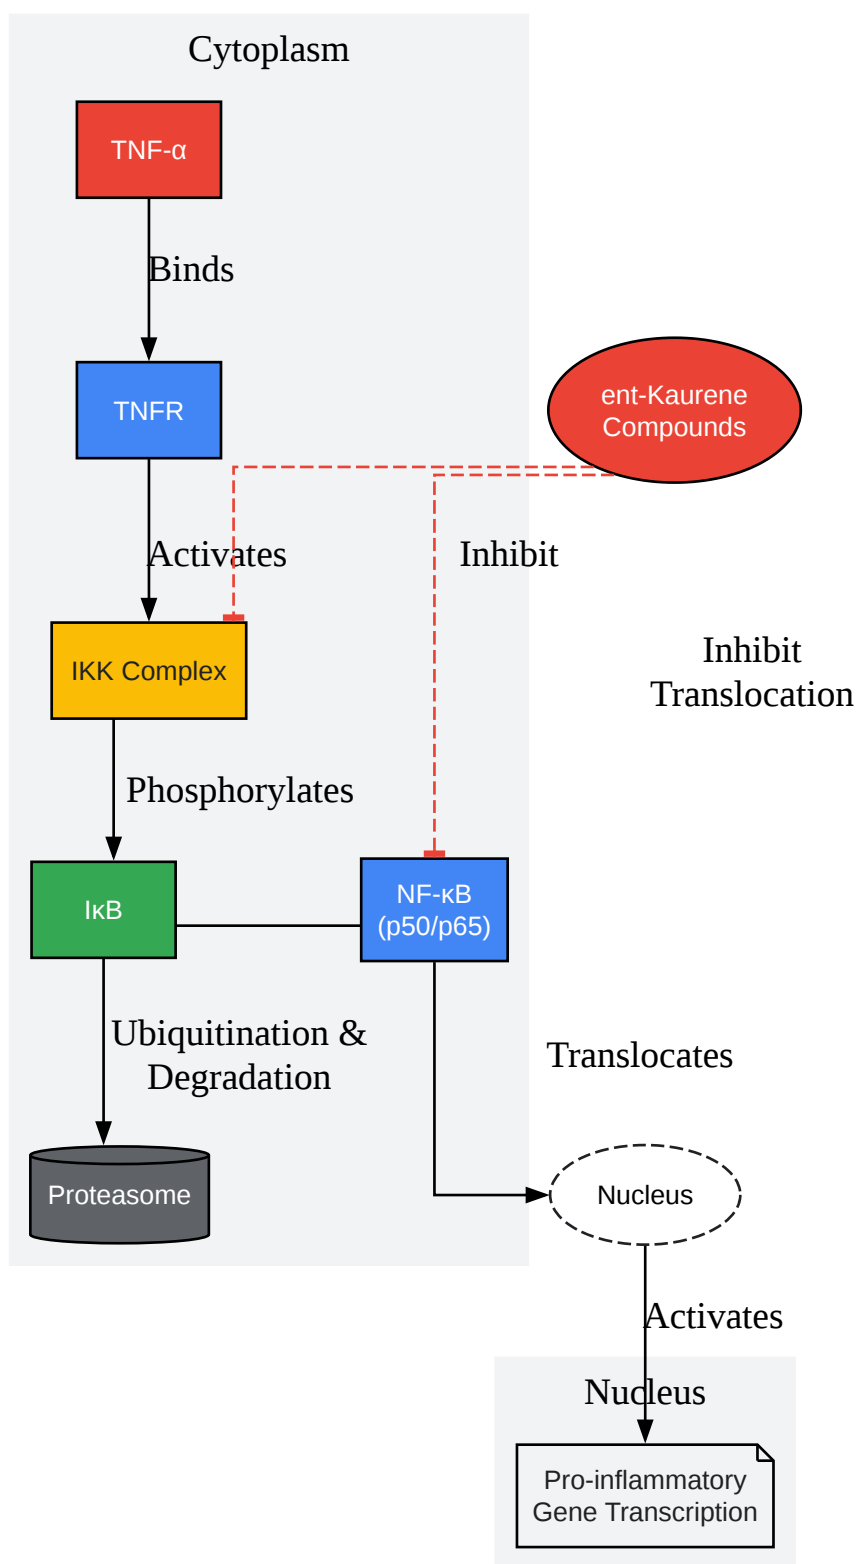 Cytoplasm
TNF-α
Binds
TNFR
ent-Kaurene
Compounds
Activates
Inhibit
Inhibit
Translocation
IKK Complex
Phosphorylates
IκB
NF-κB
(p50/p65)
Ubiquitination &
Degradation
Translocates
Proteasome
Nucleus
Activates
Nucleus
Pro-inflammatory
Gene Transcription